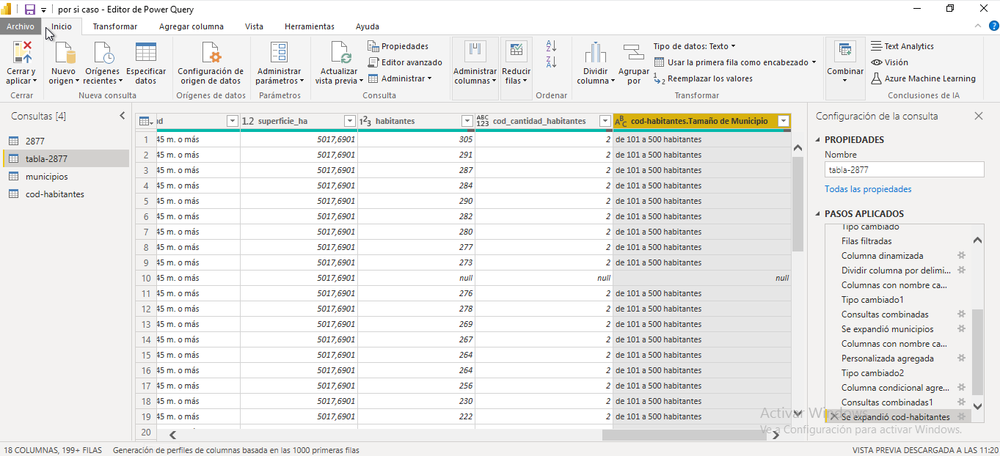 por si caso - Editor de Power Query
Archivo Inicio Transformar Agregar columna Vista Herramientas Ayuda
Cerrar y aplicar
Cerrar
Nuevo origen
Orígenes recientes
Especificar datos
Nueva consulta
Configuración de origen de datos
Orígenes de datos
Administrar parámetros
Parámetros
Actualizar vista previa
Propiedades
Editor avanzado
Administrar
Consulta
Administrar columnas
Reducir filas
Ordenar
Dividir columna
Agrupar por
Tipo de datos: Texto
Usar la primera fila como encabezado
Reemplazar los valores
Transformar
Combinar
Text Analytics
Visión
Azure Machine Learning
Conclusiones de IA
Consultas [4]
2877
tabla-2877
municipios
cod-habitantes
1.2 superficie_ha 123 habitantes ABC 123 cod_cantidad_habitantes ABC cod-habitantes.Tamaño de Municipio
1 45 m. o más 5017,6901 305 2 de 101 a 500 habitantes
2 45 m. o más 5017,6901 291 2 de 101 a 500 habitantes
3 45 m. o más 5017,6901 287 2 de 101 a 500 habitantes
4 45 m. o más 5017,6901 284 2 de 101 a 500 habitantes
5 45 m. o más 5017,6901 290 2 de 101 a 500 habitantes
6 45 m. o más 5017,6901 282 2 de 101 a 500 habitantes
7 45 m. o más 5017,6901 280 2 de 101 a 500 habitantes
8 45 m. o más 5017,6901 277 2 de 101 a 500 habitantes
9 45 m. o más 5017,6901 273 2 de 101 a 500 habitantes
10 45 m. o más 5017,6901 null null null
11 45 m. o más 5017,6901 276 2 de 101 a 500 habitantes
12 45 m. o más 5017,6901 278 2 de 101 a 500 habitantes
13 45 m. o más 5017,6901 269 2 de 101 a 500 habitantes
14 45 m. o más 5017,6901 267 2 de 101 a 500 habitantes
15 45 m. o más 5017,6901 264 2 de 101 a 500 habitantes
16 45 m. o más 5017,6901 264 2 de 101 a 500 habitantes
17 45 m. o más 5017,6901 256 2 de 101 a 500 habitantes
18 45 m. o más 5017,6901 230 2 de 101 a 500 habitantes
19 45 m. o más 5017,6901 222 2 de 101 a 500 habitantes
20
Configuración de la consulta
PROPIEDADES
Nombre
tabla-2877
Todas las propiedades
PASOS APLICADOS
Tipo cambiado
Filas filtradas
Columna dinamizada
Dividir columna por delimi...
Columnas con nombre ca...
Tipo cambiado1
Consultas combinadas
Se expandió municipios
Columnas con nombre ca...
Personalizada agregada
Tipo cambiado2
Columna condicional agre...
Consultas combinadas1
Se expandió cod-habitantes
Activar Windows
Ve a Configuración para activar Windows.
18 COLUMNAS, 199+ FILAS Generación de perfiles de columnas basada en las 1000 primeras filas VISTA PREVIA DESCARGADA A LAS 11:20